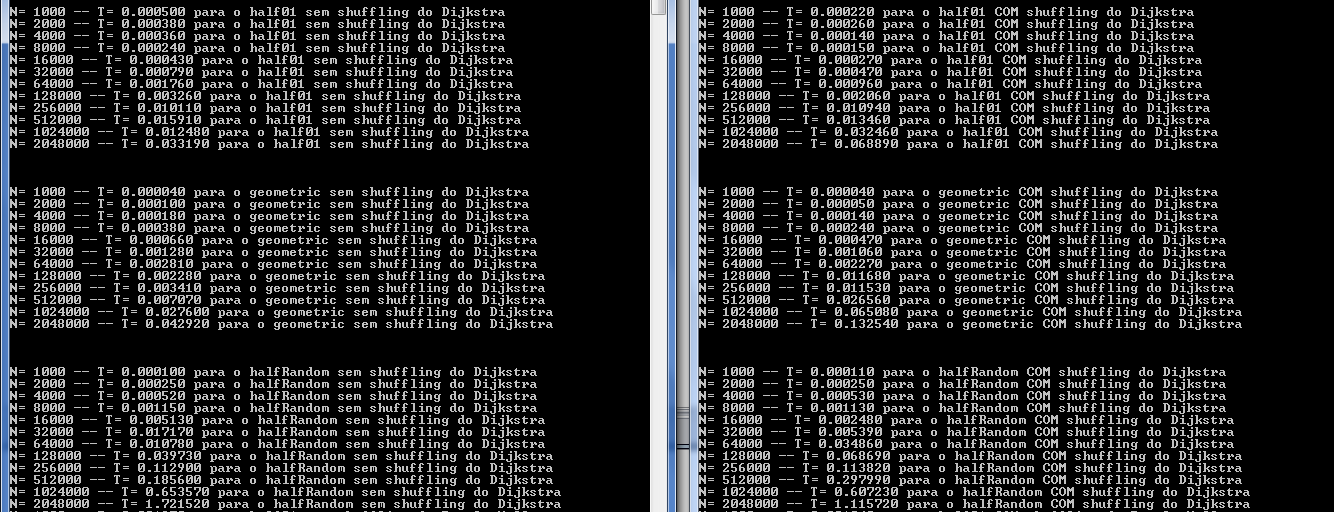 N= 1000 -- T= 0.000500 para o half01 sem shuffling do Dijkstra
N= 2000 -- T= 0.000380 para o half01 sem shuffling do Dijkstra
N= 4000 -- T= 0.000360 para o half01 sem shuffling do Dijkstra
N= 8000 -- T= 0.000240 para o half01 sem shuffling do Dijkstra
N= 16000 -- T= 0.000430 para o half01 sem shuffling do Dijkstra
N= 32000 -- T= 0.000790 para o half01 sem shuffling do Dijkstra
N= 64000 -- T= 0.001760 para o half01 sem shuffling do Dijkstra
N= 128000 -- T= 0.003260 para o half01 sem shuffling do Dijkstra
N= 256000 -- T= 0.010110 para o half01 sem shuffling do Dijkstra
N= 512000 -- T= 0.015910 para o half01 sem shuffling do Dijkstra
N= 1024000 -- T= 0.012480 para o half01 sem shuffling do Dijkstra
N= 2048000 -- T= 0.033190 para o half01 sem shuffling do Dijkstra
N= 1000 -- T= 0.000040 para o geometric sem shuffling do Dijkstra
N= 2000 -- T= 0.000100 para o geometric sem shuffling do Dijkstra
N= 4000 -- T= 0.000180 para o geometric sem shuffling do Dijkstra
N= 8000 -- T= 0.000380 para o geometric sem shuffling do Dijkstra
N= 16000 -- T= 0.000660 para o geometric sem shuffling do Dijkstra
N= 32000 -- T= 0.001280 para o geometric sem shuffling do Dijkstra
N= 64000 -- T= 0.002810 para o geometric sem shuffling do Dijkstra
N= 128000 -- T= 0.002280 para o geometric sem shuffling do Dijkstra
N= 256000 -- T= 0.003410 para o geometric sem shuffling do Dijkstra
N= 512000 -- T= 0.007070 para o geometric sem shuffling do Dijkstra
N= 1024000 -- T= 0.027600 para o geometric sem shuffling do Dijkstra
N= 2048000 -- T= 0.042920 para o geometric sem shuffling do Dijkstra
N= 1000 -- T= 0.000100 para o halfRandom sem shuffling do Dijkstra
N= 2000 -- T= 0.000250 para o halfRandom sem shuffling do Dijkstra
N= 4000 -- T= 0.000520 para o halfRandom sem shuffling do Dijkstra
N= 8000 -- T= 0.001150 para o halfRandom sem shuffling do Dijkstra
N= 16000 -- T= 0.005130 para o halfRandom sem shuffling do Dijkstra
N= 32000 -- T= 0.017170 para o halfRandom sem shuffling do Dijkstra
N= 64000 -- T= 0.010780 para o halfRandom sem shuffling do Dijkstra
N= 128000 -- T= 0.039730 para o halfRandom sem shuffling do Dijkstra
N= 256000 -- T= 0.112900 para o halfRandom sem shuffling do Dijkstra
N= 512000 -- T= 0.185600 para o halfRandom sem shuffling do Dijkstra
N= 1024000 -- T= 0.653570 para o halfRandom sem shuffling do Dijkstra
N= 2048000 -- T= 1.721520 para o halfRandom sem shuffling do Dijkstra
N= 1000 -- T= 0.000220 para o half01 COM shuffling do Dijkstra
N= 2000 -- T= 0.000260 para o half01 COM shuffling do Dijkstra
N= 4000 -- T= 0.000140 para o half01 COM shuffling do Dijkstra
N= 8000 -- T= 0.000150 para o half01 COM shuffling do Dijkstra
N= 16000 -- T= 0.000270 para o half01 COM shuffling do Dijkstra
N= 32000 -- T= 0.000470 para o half01 COM shuffling do Dijkstra
N= 64000 -- T= 0.000960 para o half01 COM shuffling do Dijkstra
N= 128000 -- T= 0.002060 para o half01 COM shuffling do Dijkstra
N= 256000 -- T= 0.010940 para o half01 COM shuffling do Dijkstra
N= 512000 -- T= 0.013460 para o half01 COM shuffling do Dijkstra
N= 1024000 -- T= 0.032460 para o half01 COM shuffling do Dijkstra
N= 2048000 -- T= 0.068890 para o half01 COM shuffling do Dijkstra
N= 1000 -- T= 0.000040 para o geometric COM shuffling do Dijkstra
N= 2000 -- T= 0.000050 para o geometric COM shuffling do Dijkstra
N= 4000 -- T= 0.000140 para o geometric COM shuffling do Dijkstra
N= 8000 -- T= 0.000240 para o geometric COM shuffling do Dijkstra
N= 16000 -- T= 0.000470 para o geometric COM shuffling do Dijkstra
N= 32000 -- T= 0.001060 para o geometric COM shuffling do Dijkstra
N= 64000 -- T= 0.002270 para o geometric COM shuffling do Dijkstra
N= 128000 -- T= 0.011680 para o geometric COM shuffling do Dijkstra
N= 256000 -- T= 0.011530 para o geometric COM shuffling do Dijkstra
N= 512000 -- T= 0.026560 para o geometric COM shuffling do Dijkstra
N= 1024000 -- T= 0.065080 para o geometric COM shuffling do Dijkstra
N= 2048000 -- T= 0.132540 para o geometric COM shuffling do Dijkstra
N= 1000 -- T= 0.000110 para o halfRandom COM shuffling do Dijkstra
N= 2000 -- T= 0.000250 para o halfRandom COM shuffling do Dijkstra
N= 4000 -- T= 0.000530 para o halfRandom COM shuffling do Dijkstra
N= 8000 -- T= 0.001130 para o halfRandom COM shuffling do Dijkstra
N= 16000 -- T= 0.002480 para o halfRandom COM shuffling do Dijkstra
N= 32000 -- T= 0.005390 para o halfRandom COM shuffling do Dijkstra
N= 64000 -- T= 0.034860 para o halfRandom COM shuffling do Dijkstra
N= 128000 -- T= 0.068690 para o halfRandom COM shuffling do Dijkstra
N= 256000 -- T= 0.113820 para o halfRandom COM shuffling do Dijkstra
N= 512000 -- T= 0.297990 para o halfRandom COM shuffling do Dijkstra
N= 1024000 -- T= 0.607230 para o halfRandom COM shuffling do Dijkstra
N= 2048000 -- T= 1.115720 para o halfRandom COM shuffling do Dijkstra